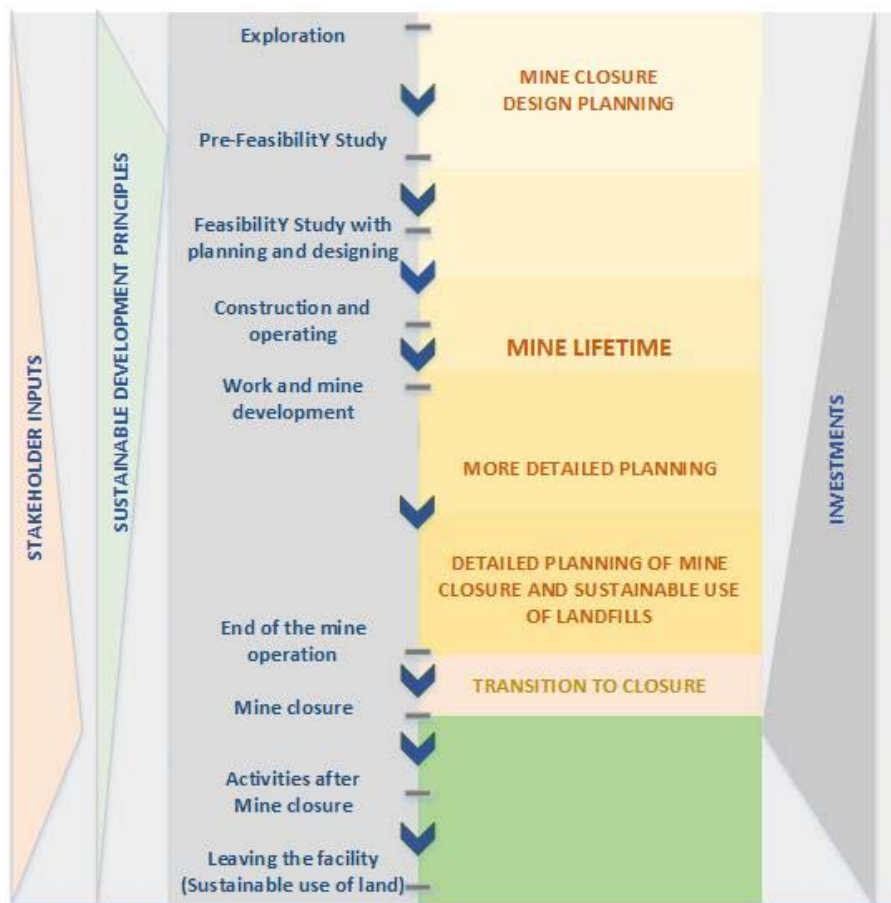 STAKEHOLDER INPUTS
SUSTAINABLE DEVELOPMENT PRINCIPLES
Exploration
Pre-FeasibilitY Study
FeasibilitY Study with
planning and designing
Construction and
operating
Work and mine
development
End of the mine
operation
Mine closure
Activities after
Mine closure
Leaving the facility
(Sustainable use of land)
MINE CLOSURE
DESIGN PLANNING
MINE LIFETIME
MORE DETAILED PLANNING
DETAILED PLANNING OF MINE
CLOSURE AND SUSTAINABLE USE
OF LANDFILLS
TRANSITION TO CLOSURE
INVESTMENTS